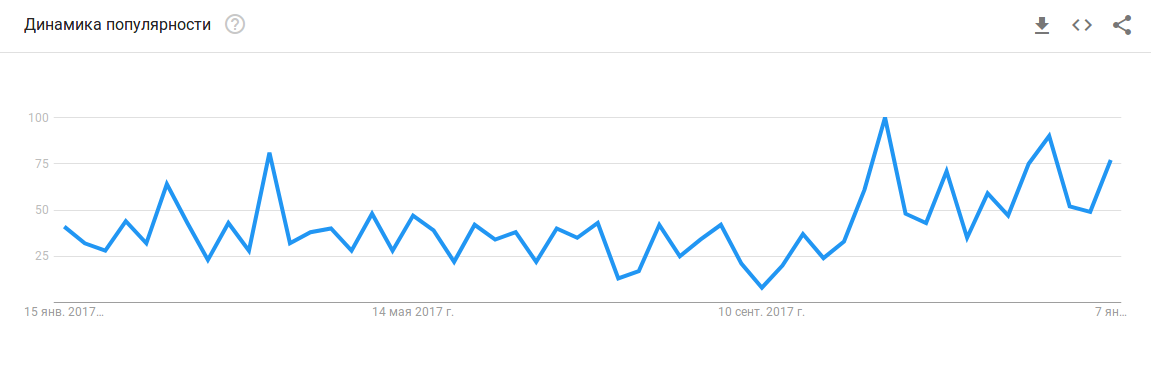 Динамика популярности
100
75
50
25
15 янв. 2017… 14 мая 2017 г. 10 сент. 2017 г. 7 ян…